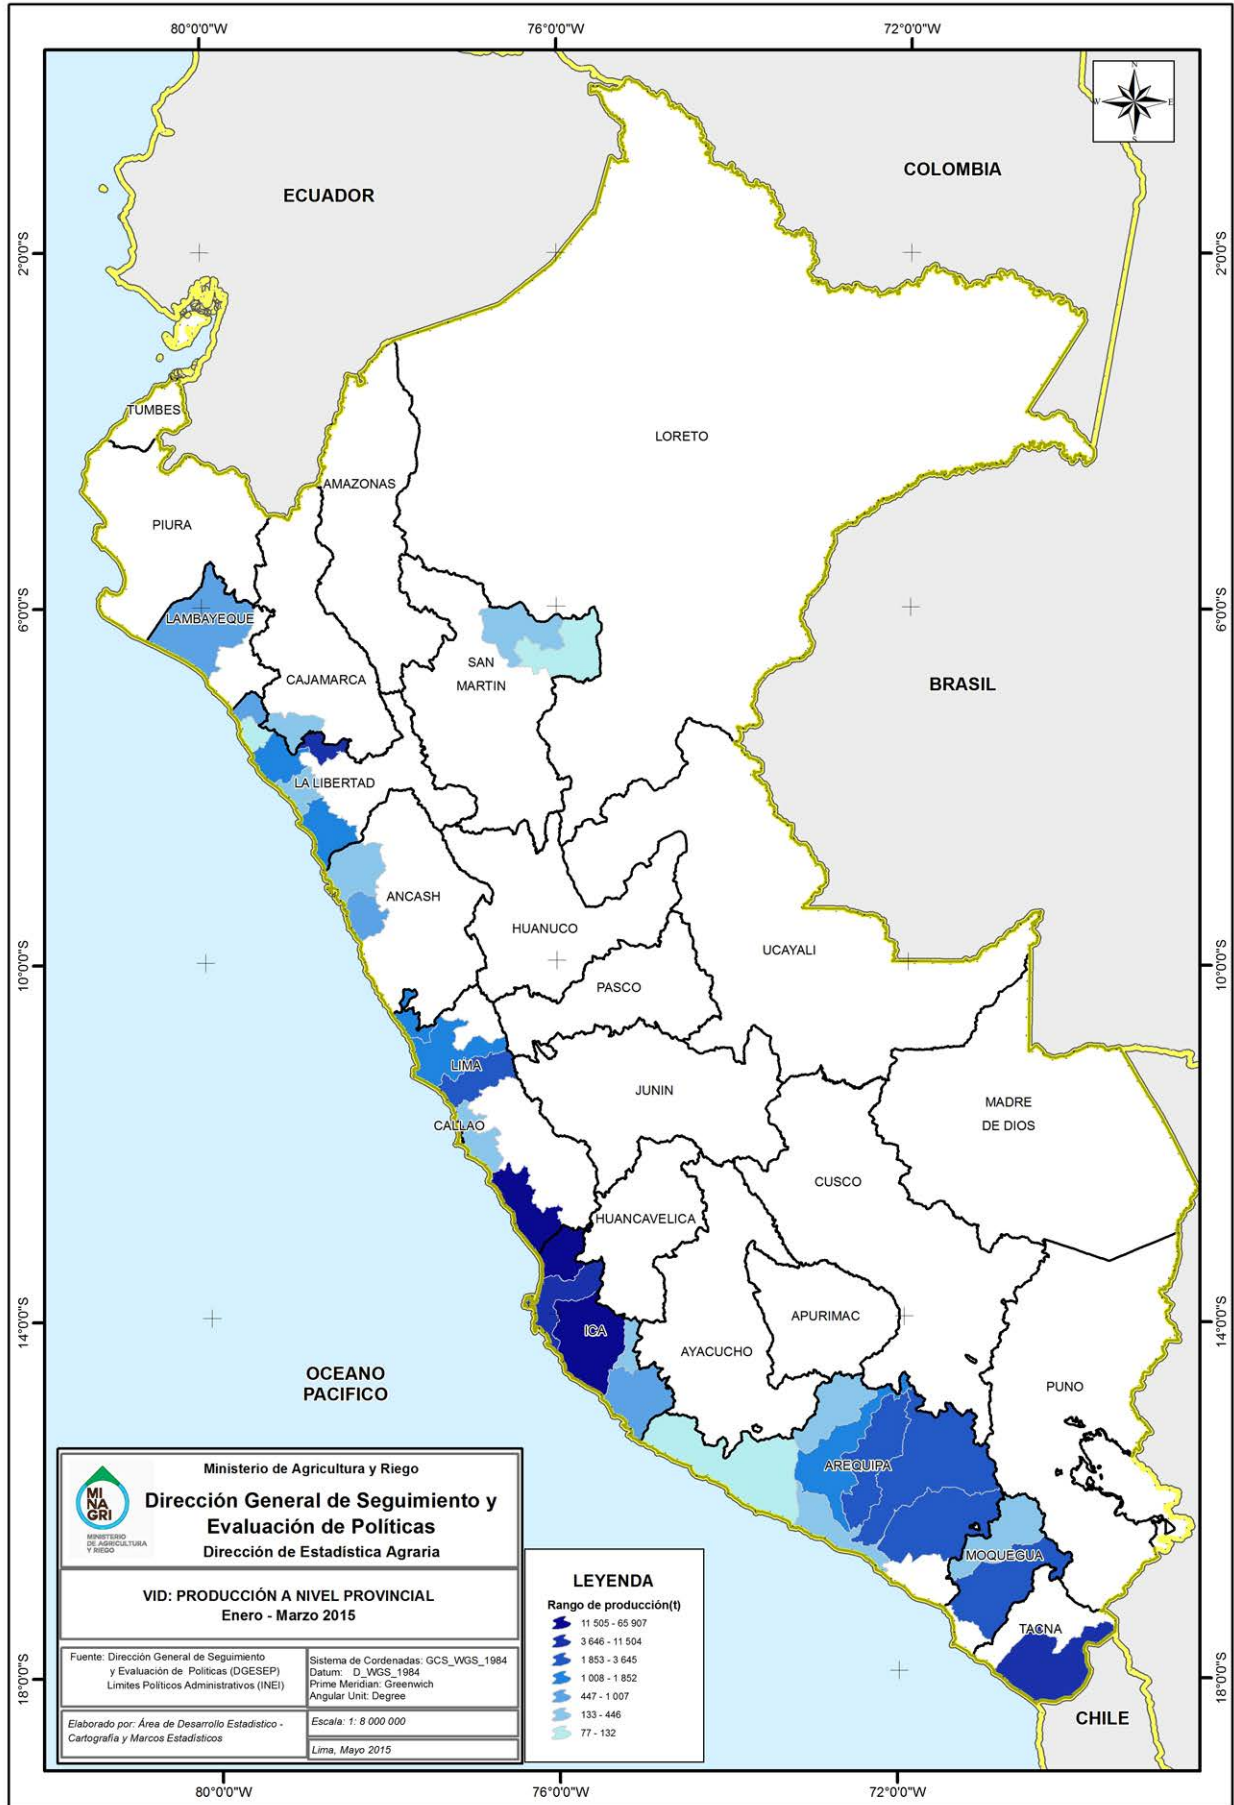 80°0'0"W
76°0'0"W
72°0'0"W
N
W
E
S
COLOMBIA
ECUADOR
2°0'0"S
2°0'0"S
TUMBES
LORETO
AMAZONAS
PIURA
6°0'0"S
LAMBAYEQUE
6°0'0"S
SAN
MARTIN
CAJAMARCA
BRASIL
LA LIBERTAD
ANCASH
HUANUCO
UCAYALI
10°0'0"S
10°0'0"S
PASCO
LIMA
JUNIN
MADRE
DE DIOS
CALLAO
CUSCO
HUANCAVELICA
14°0'0"S
ICA
APURIMAC
14°0'0"S
AYACUCHO
OCEANO
PACIFICO
PUNO
AREQUIPA
MOQUEGUA
TACNA
18°0'0"S
18°0'0"S
CHILE
MI
NA
GRI
MINISTERIO
DE AGRICULTURA
Y RIEGO
Ministerio de Agricultura y Riego
Dirección General de Seguimiento y
Evaluación de Políticas
Dirección de Estadística Agraria
VID: PRODUCCIÓN A NIVEL PROVINCIAL
Enero - Marzo 2015
Fuente: Dirección General de Seguimiento
y Evaluación de Politicas (DGESEP)
Limites Políticos Administrativos (INEI)
Sistema de Cordenadas: GCS_WGS_1984
Datum: D_WGS_1984
Prime Meridian: Greenwich
Angular Unit: Degree
Elaborado por: Área de Desarrollo Estadistico -
Cartografía y Marcos Estadísticos
Escala: 1: 8 000 000
Lima, Mayo 2015
LEYENDA
Rango de producción(t)
11 505 - 65 907
3 646 - 11 504
1 853 - 3 645
1 008 - 1 852
447 - 1 007
133 - 446
77 - 132
80°0'0"W
76°0'0"W
72°0'0"W